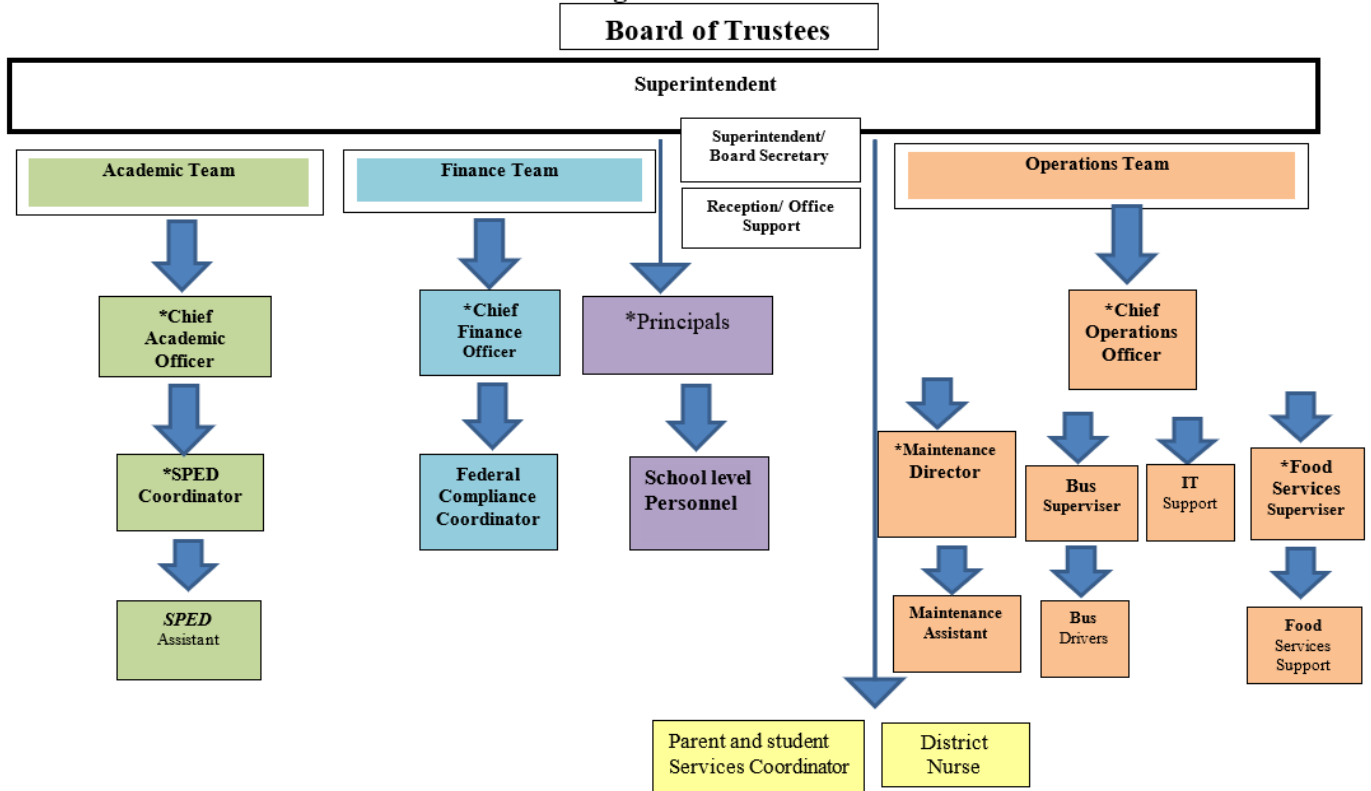 Board of Trustees
Superintendent
Superintendent/
Board Secretary
Reception/ Office
Support
Academic Team
Finance Team
Operations Team
*Chief
Academic
Officer
*Chief
Finance
Officer
*Principals
*Chief
Operations
Officer
*SPED
Coordinator
Federal
Compliance
Coordinator
School level
Personnel
*Maintenance
Director
Bus
Superviser
IT
Support
*Food
Services
Superviser
SPED
Assistant
Maintenance
Assistant
Bus
Drivers
Food
Services
Support
Parent and student
Services Coordinator
District
Nurse